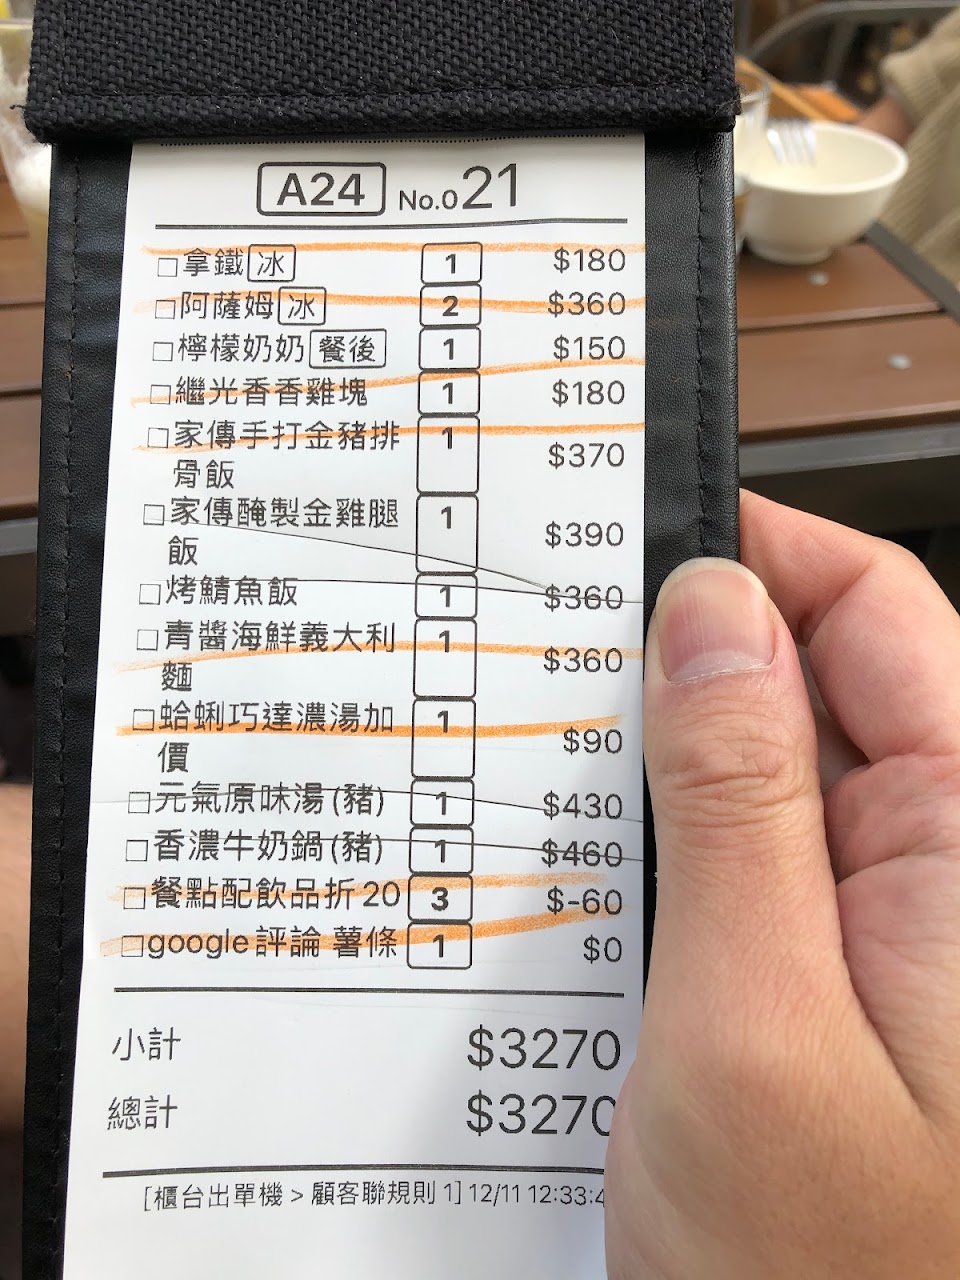 A24 No.021
□拿鐵 冰 1 $180
□阿薩姆 冰 2 $360
□檸檬奶奶 餐後 1 $150
□繼光香香雞塊 1 $180
□家傳手打金豬排 1 $370
骨飯
□家傳醃製金雞腿 1 $390
飯
□烤鯖魚飯 1 $360
□青醬海鮮義大利 1 $360
麵
□蛤蜊巧達濃湯加 1 $90
價
□元氣原味湯(豬) 1 $430
□香濃牛奶鍋(豬) 1 $460
□餐點配飲品折20 3 $-60
□google評論 薯條 1 $0
小計 $3270
總計 $3270
[櫃台出單機 > 顧客聯規則 1] 12/11 12:33:4